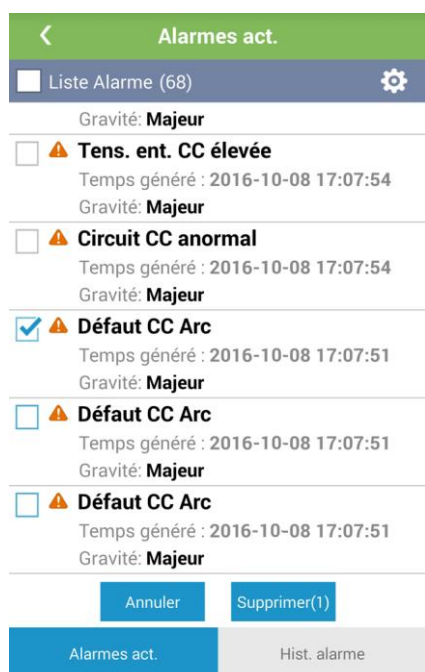 Alarmes act.
Liste Alarme (68)
Gravité: Majeur
Tens. ent. CC élevée
Temps généré : 2016-10-08 17:07:54
Gravité: Majeur
Circuit CC anormal
Temps généré : 2016-10-08 17:07:54
Gravité: Majeur
Défaut CC Arc
Temps généré : 2016-10-08 17:07:51
Gravité: Majeur
Défaut CC Arc
Temps généré : 2016-10-08 17:07:51
Gravité: Majeur
Défaut CC Arc
Temps généré : 2016-10-08 17:07:51
Gravité: Majeur
Annuler Supprimer(1)
Alarmes act. Hist. alarme